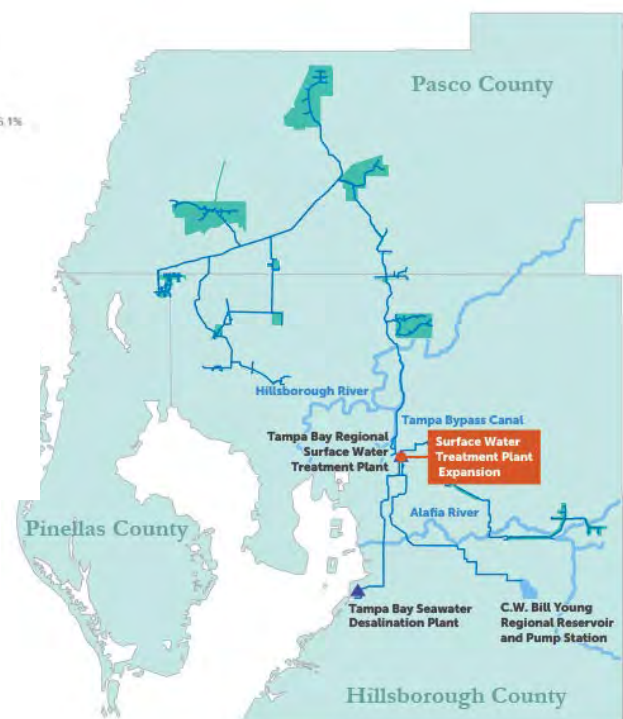 Pasco County
Hillsborough River
Tampa Bypass Canal
Tampa Bay Regional
Surface Water
Treatment Plant
Surface Water
Treatment Plant
Expansion
Alafia River
Pinellas County
Tampa Bay Seawater
Desalination Plant
C.W. Bill Young
Regional Reservoir
and Pump Station
Hillsborough County